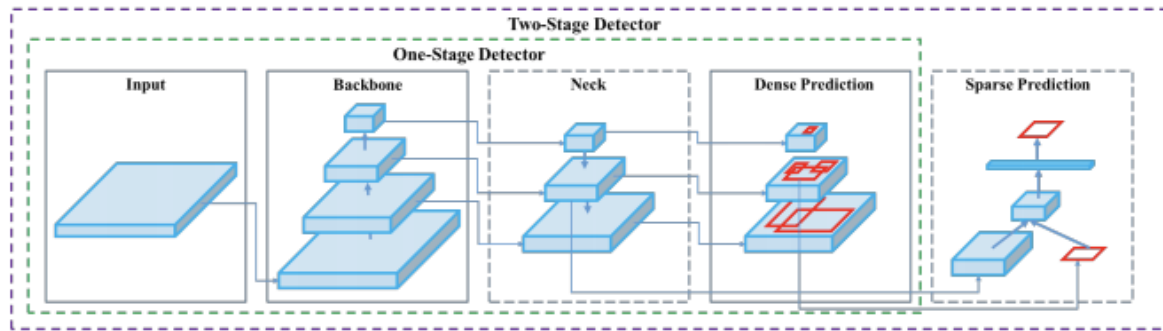 Two-Stage Detector
One-Stage Detector
Input
Backbone
Neck
Dense Prediction
Sparse Prediction